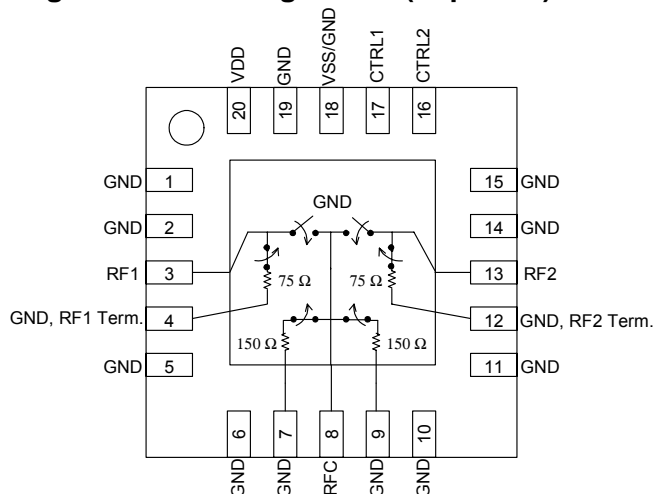 VDD
GND
VSS/GND
CTRL1
CTRL2
20
19
18
17
16
GND 1
GND 2
RF1 3
GND, RF1 Term. 4
GND 5
15 GND
14 GND
13 RF2
12 GND, RF2 Term.
11 GND
GND
75 Ω
75 Ω
150 Ω
150 Ω
6
7
8
9
10
GND
GND
RFC
GND
GND